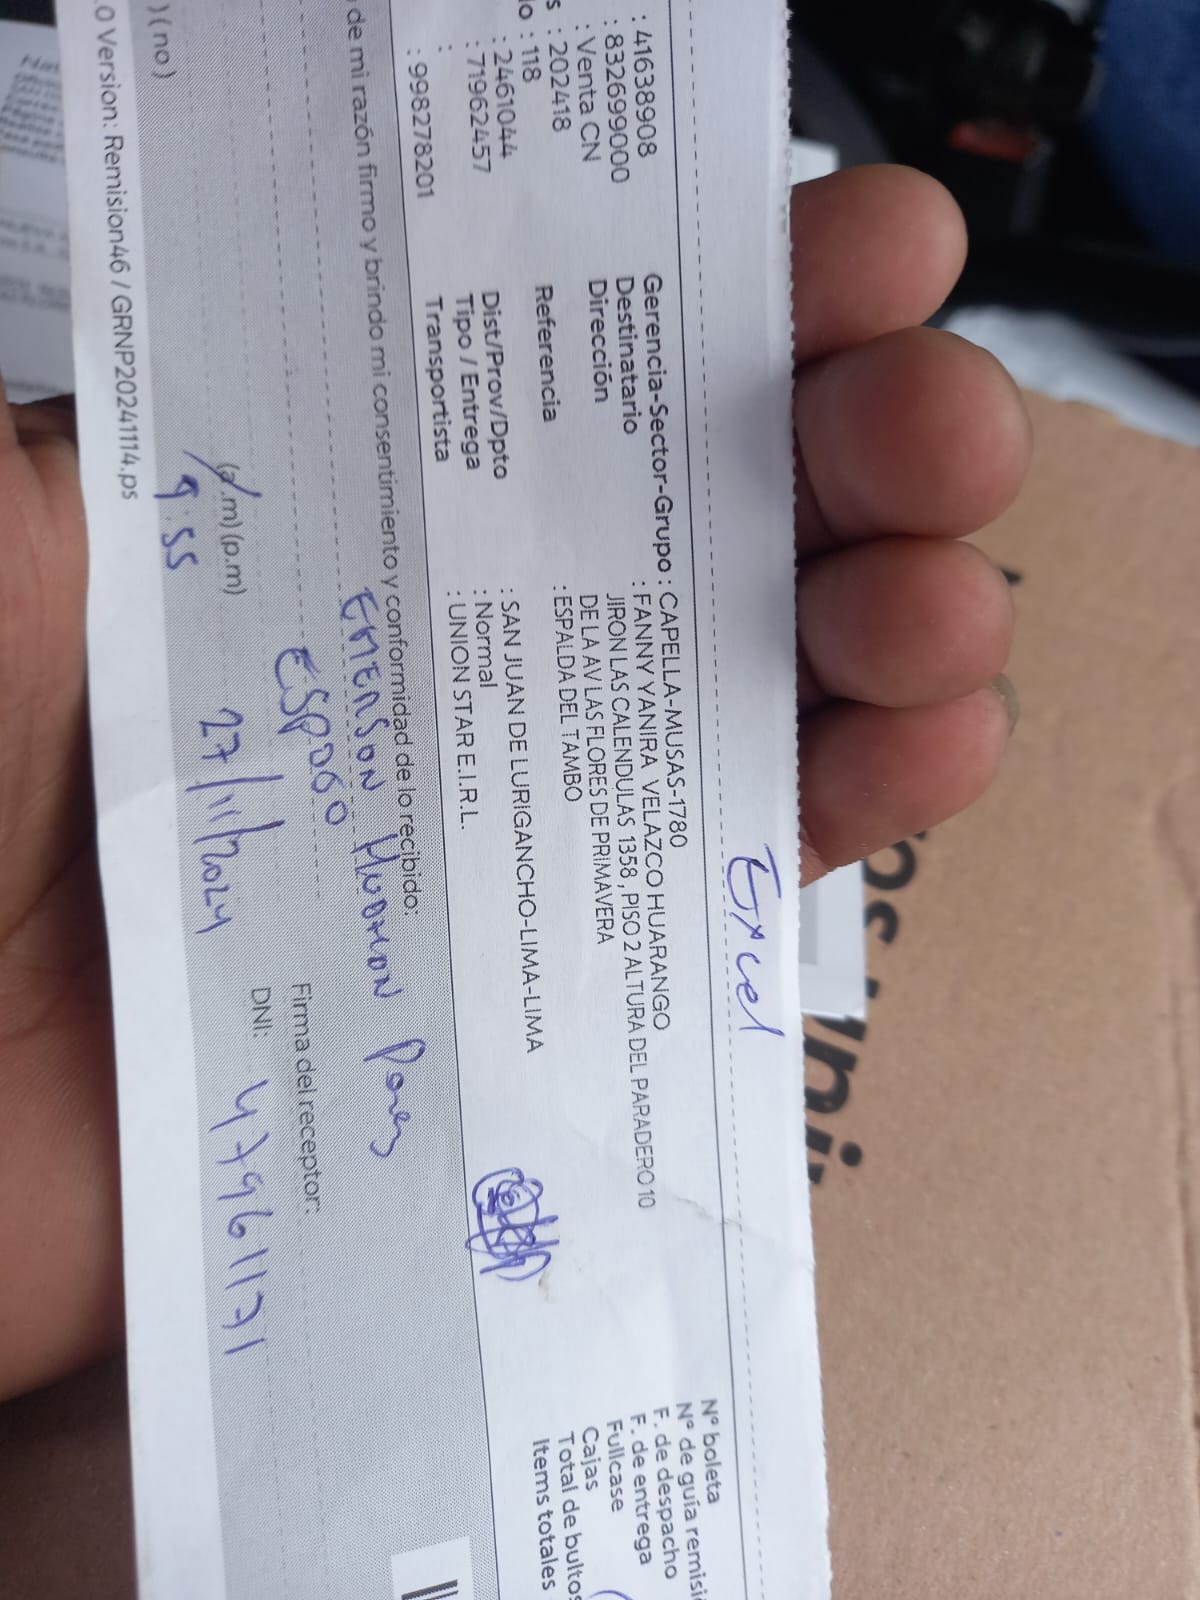 Excel
: 41638908
: 832699000
: Venta CN
: 202418
: 118
: 2461044
: 71962457
:
: 998278201
Gerencia-Sector-Grupo : CAPELLA-MUSAS-1780
Destinatario : FANNY YANIRA VELAZCO HUARANGO
Dirección JIRON LAS CALENDULAS 1358, PISO 2 ALTURA DEL PARADERO 10
DE LA AV LAS FLORES DE PRIMAVERA
Referencia : ESPALDA DEL TAMBO
Dist/Prov/Dpto : SAN JUAN DE LURIGANCHO-LIMA-LIMA
Tipo / Entrega : Normal
Transportista : UNION STAR E.I.R.L.
Nº boleta
Nº de guía remisi
F. de despacho
F. de entrega
Fullcase
Cajas
Total de bultos
Items totales
de mi razón firmo y brindo mi consentimiento y conformidad de lo recibido:
EMERSON
ESPOSO
Firma del receptor:
(a.m) (p.m) 27/11/2024
DNI: 47961171
) ( no ) 9:55
.0 Version: Remision46 / GRNP20241114.ps